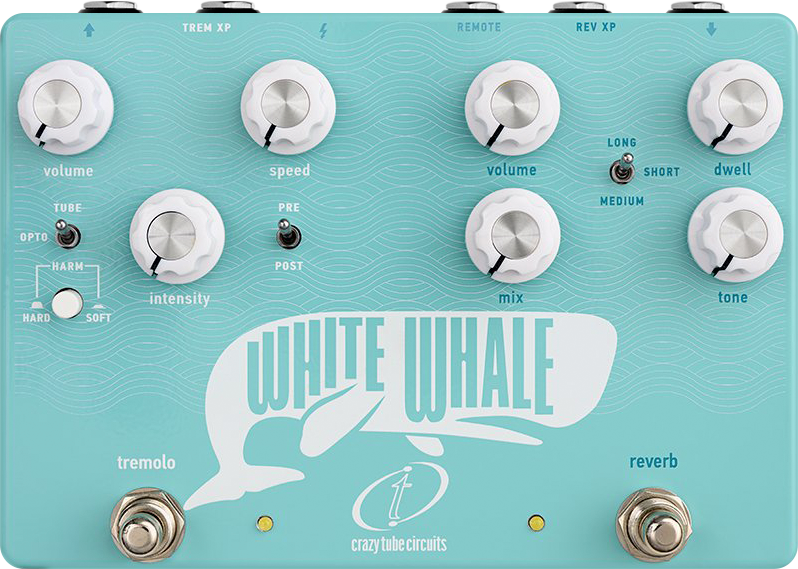 TREM XP
REMOTE
REV XP
volume
speed
volume
dwell
LONG
SHORT
MEDIUM
TUBE
OPTO
PRE
POST
HARM
HARD
SOFT
intensity
mix
tone
WHITE WHALE
tremolo
reverb
crazy tube circuits